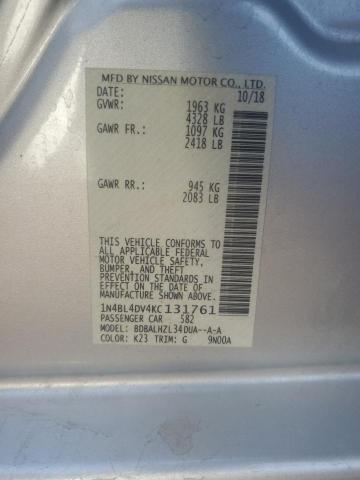 MFD BY NISSAN MOTOR CO., LTD.
DATE: 10/18
GVWR: 1963 KG
4328 LB
GAWR FR.: 1097 KG
2418 LB
GAWR RR.: 945 KG
2083 LB
THIS VEHICLE CONFORMS TO
ALL APPLICABLE FEDERAL
MOTOR VEHICLE SAFETY,
BUMPER, AND THEFT
PREVENTION STANDARDS
IN EFFECT ON THE DATE OF
MANUFACTURE SHOWN ABOVE.
1N4BL4DV4KC131761
PASSENGER CAR 582
MODEL: BDBALHZL34DUA--A-A
COLOR: K23 TRIM: G 9N00A